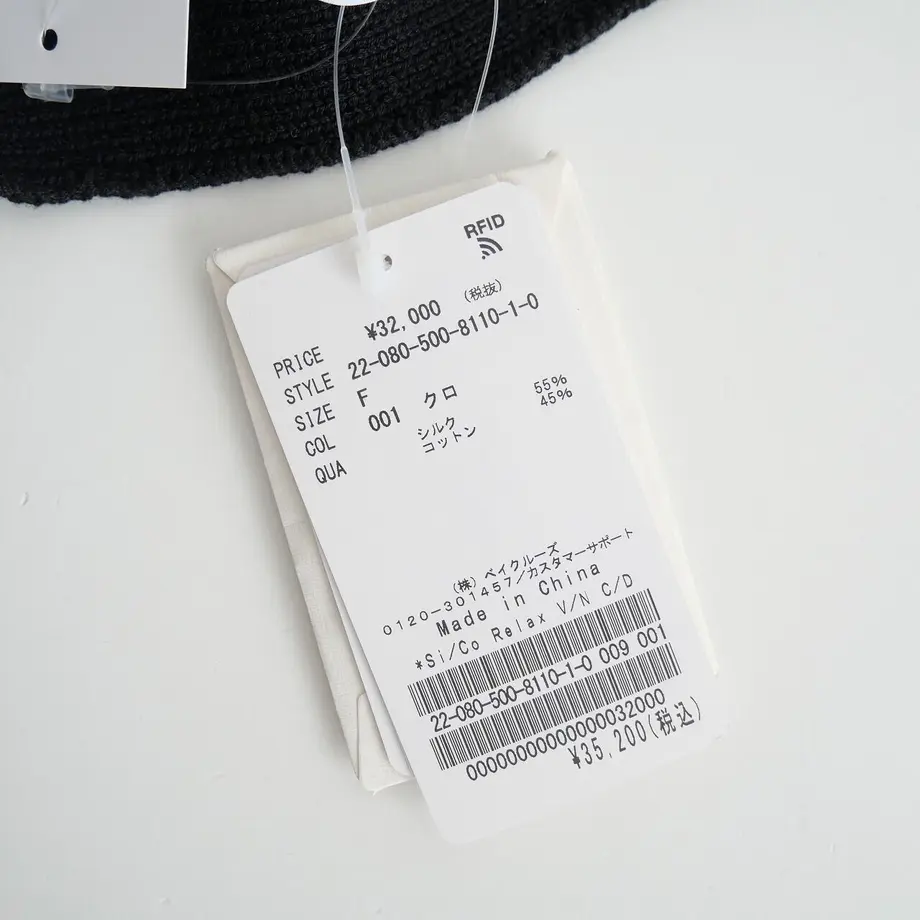 RFID
PRICE ¥32,000 (税抜)
STYLE 22-080-500-8110-1-0
SIZE F
COL 001 クロ
QUA シルク 55%
コットン 45%
(株) ベイクルーズ
0120-301457/カスタマーサポート
Made in China
*Si/Co Relax V/N C/D
22-080-500-8110-1-0 009 001
0000000000000032000
¥35,200(税込)